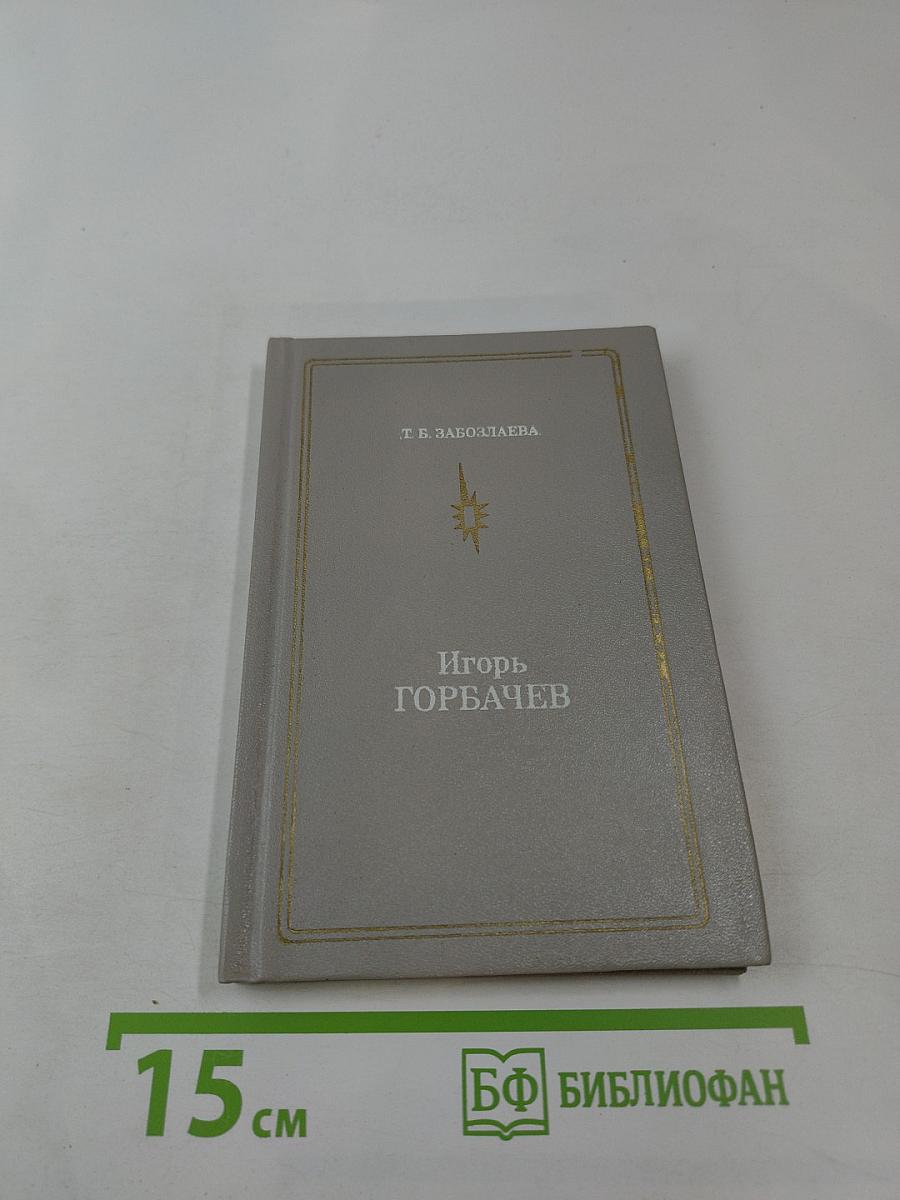 Т. Б. ЗАБОЗЛАЕВА
Игорь
ГОРБАЧЕВ
15 см
БФ БИБЛИОФАН